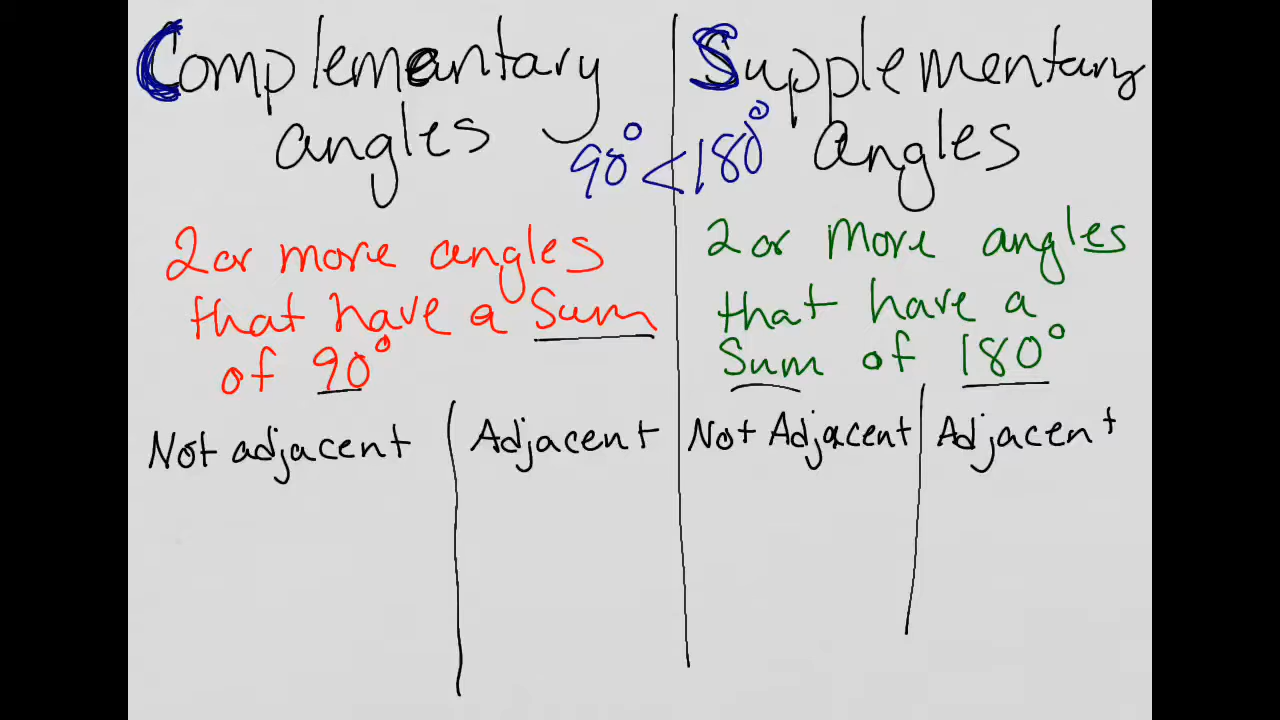 Complementary
angles
Supplementary
angles
90° < 180°
2 or more angles
that have a Sum
of 90°
2 or more angles
that have a
Sum of 180°
Not adjacent
Adjacent
Not Adjacent
Adjacent